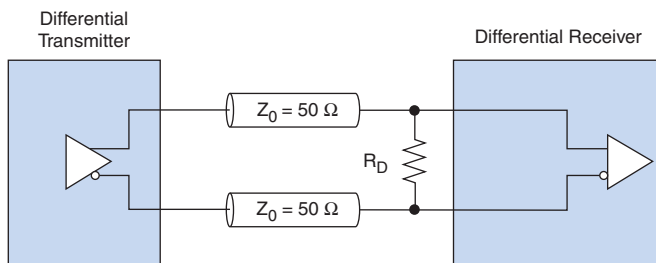 Differential
Transmitter
Differential Receiver
Z0 = 50 Ω
RD
Z0 = 50 Ω